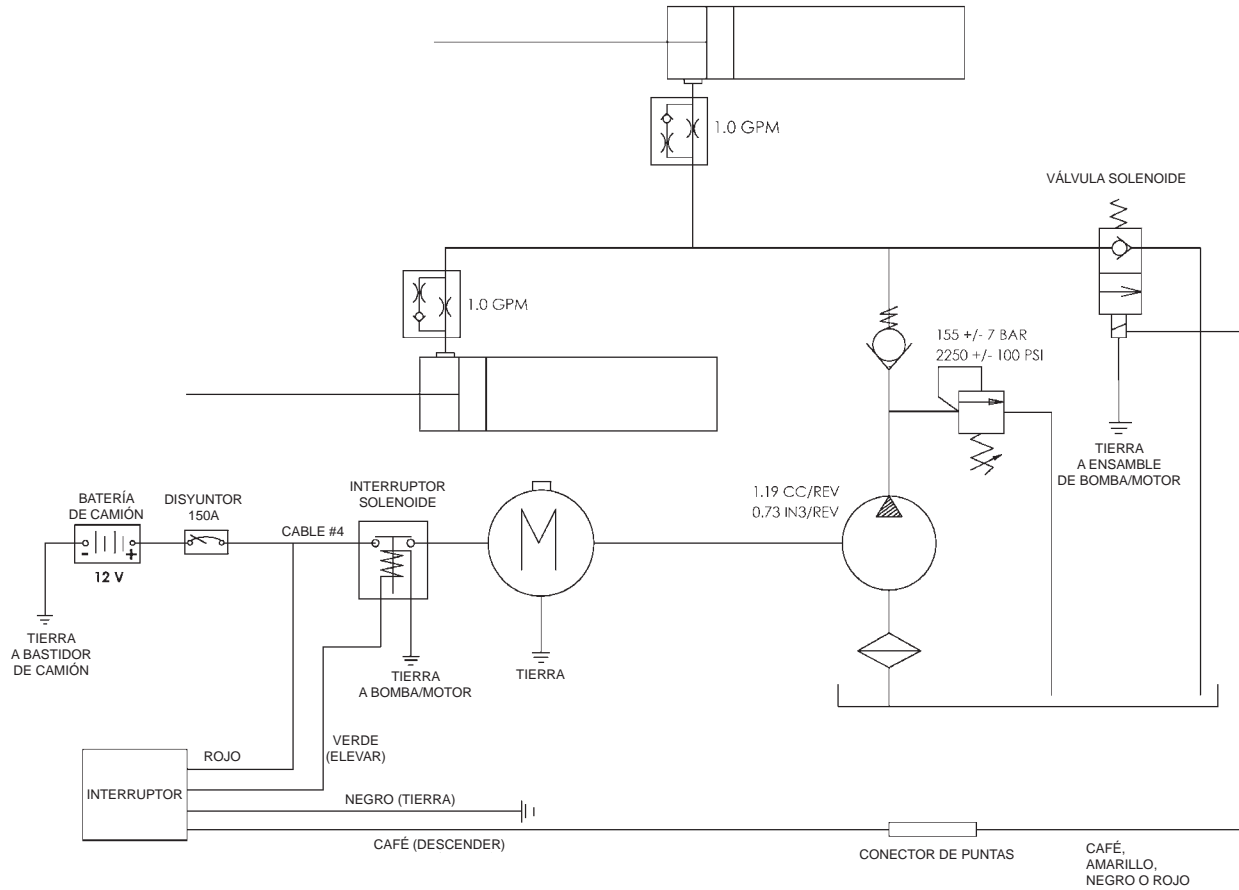 1.0 GPM
VÁLVULA SOLENOIDE
1.0 GPM
155 +/- 7 BAR
2250 +/- 100 PSI
TIERRA
A ENSAMBLE
DE BOMBA/MOTOR
BATERÍA
DE CAMIÓN
DISYUNTOR
150A
CABLE #4
INTERRUPTOR
SOLENOIDE
M
1.19 CC/REV
0.73 IN3/REV
- +
12 V
TIERRA
A BASTIDOR
DE CAMIÓN
TIERRA
A BOMBA/MOTOR
TIERRA
INTERRUPTOR
ROJO
VERDE
(ELEVAR)
NEGRO (TIERRA)
CAFÉ (DESCENDER)
CONECTOR DE PUNTAS
CAFÉ,
AMARILLO,
NEGRO O ROJO